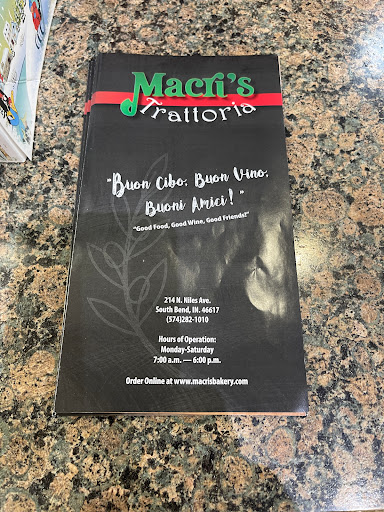 Macri's
Trattoria
"Buon Cibo, Buon Vino,
Buoni Amici!"
"Good Food, Good Wine, Good Friends!"
214 N. Niles Ave.
South Bend, IN. 46617
(574)282-1010
Hours of Operation:
Monday-Saturday
7:00 a.m. — 6:00 p.m.
Order Online at www.macrisbakery.com